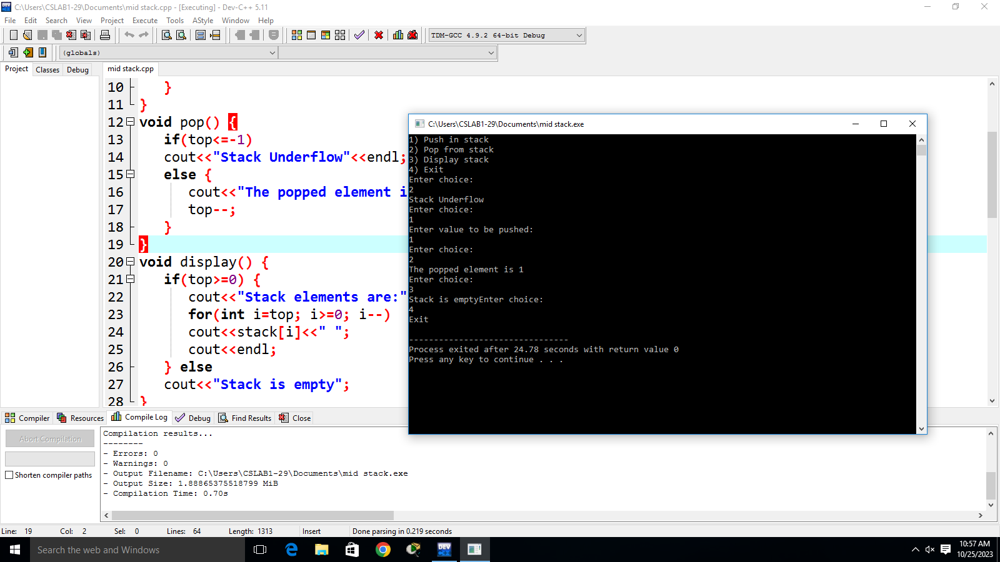 C:\Users\CSLAB1-29\Documents\mid stack.cpp - [Executing] - Dev-C++ 5.11
File Edit Search View Project Execute Tools AStyle Window Help
TDM-GCC 4.9.2 64-bit Debug
(globals)
Project Classes Debug
mid stack.cpp
10 }
11 }
12 void pop() {
13 if(top<=-1)
14 cout<<"Stack Underflow"<<endl;
15 else {
16 cout<<"The popped element i
17 top--;
18 }
19 }
20 void display() {
21 if(top>=0) {
22 cout<<"Stack elements are:"
23 for(int i=top; i>=0; i--)
24 cout<<stack[i]<<" ";
25 cout<<endl;
26 } else
27 cout<<"Stack is empty";
28 }
C:\Users\CSLAB1-29\Documents\mid stack.exe
1) Push in stack
2) Pop from stack
3) Display stack
4) Exit
Enter choice:
2
Stack Underflow
Enter choice:
1
Enter value to be pushed:
1
Enter choice:
2
The popped element is 1
Enter choice:
3
Stack is emptyEnter choice:
4
Exit
--------------------------------
Process exited after 24.78 seconds with return value 0
Press any key to continue . . .
Compiler Resources Compile Log Debug Find Results Close
Abort Compilation
Shorten compiler paths
Compilation results...
--------
- Errors: 0
- Warnings: 0
- Output Filename: C:\Users\CSLAB1-29\Documents\mid stack.exe
- Output Size: 1.88865375518799 MiB
- Compilation Time: 0.70s
Line: 19 Col: 2 Sel: 0 Lines: 64 Length: 1313 Insert Done parsing in 0.219 seconds
Search the web and Windows
DEV
10:57 AM
10/25/2023